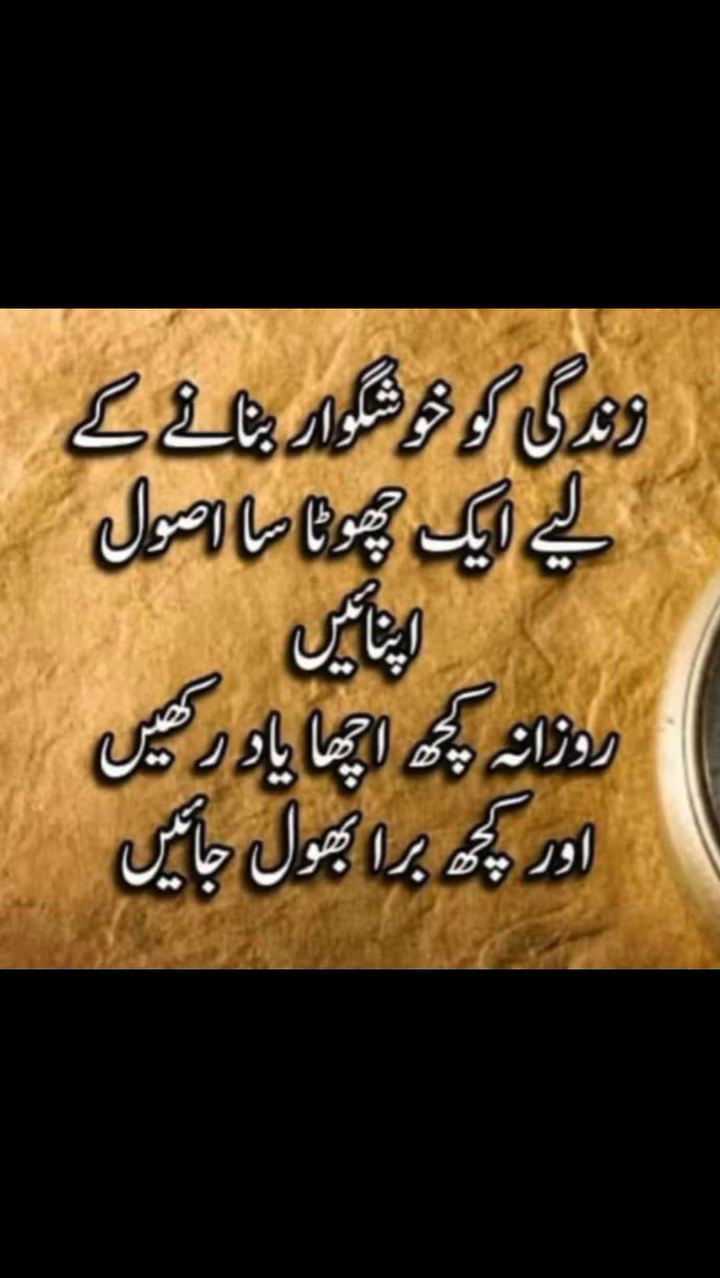 زندگی کو خوشگوار بنانے کے
لیے ایک چھوٹا سا اصول
اپنائیں
روزانہ کچھ اچھا یاد رکھیں
اور کچھ برا بھول جائیں